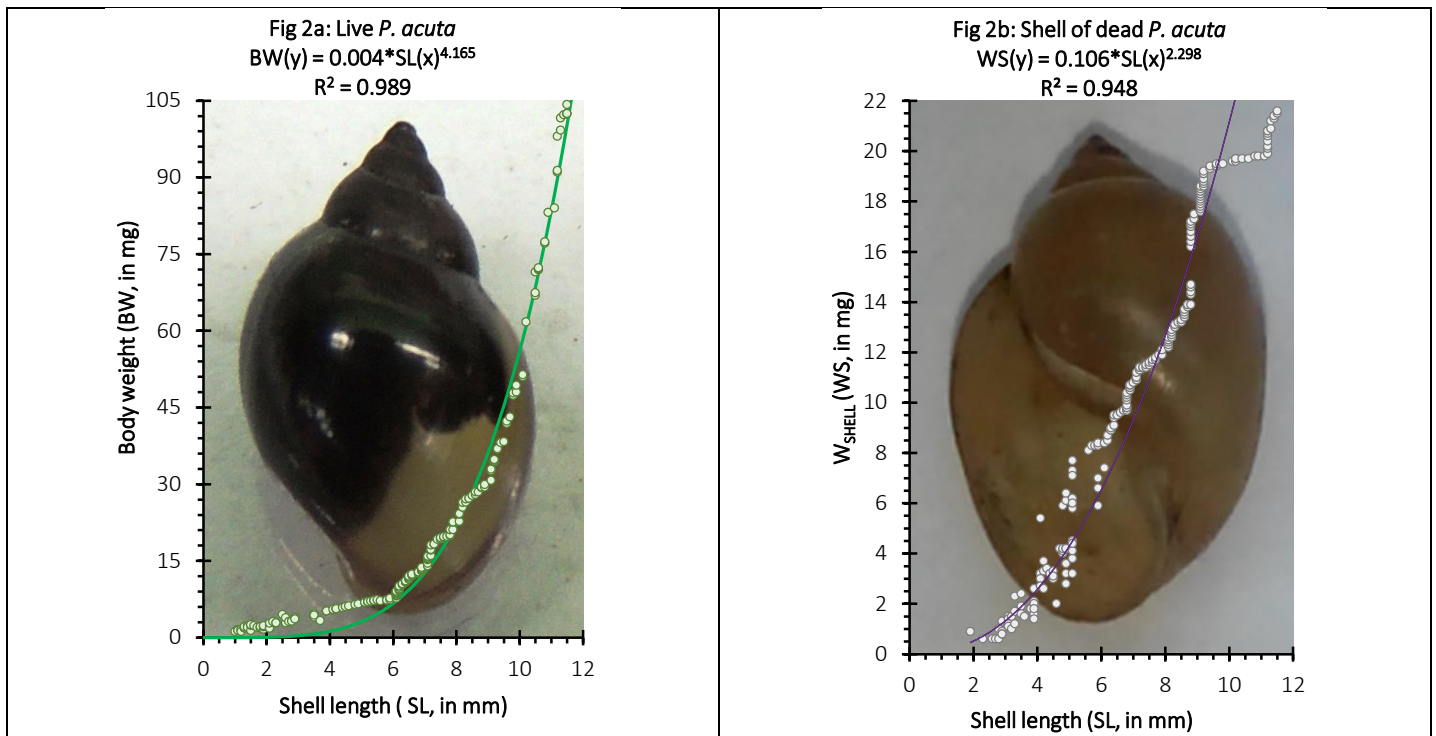 Fig 2a: Live P. acuta
BW(y) = 0.004*SL(x)^4.165
R² = 0.989
105
90
75
60
45
30
15
0
Body weight (BW, in mg)
0 2 4 6 8 10 12
Shell length ( SL, in mm)
Fig 2b: Shell of dead P. acuta
WS(y) = 0.106*SL(x)^2.298
R² = 0.948
22
20
18
16
14
12
10
8
6
4
2
0
W_SHELL (WS, in mg)
0 2 4 6 8 10 12
Shell length (SL, in mm)